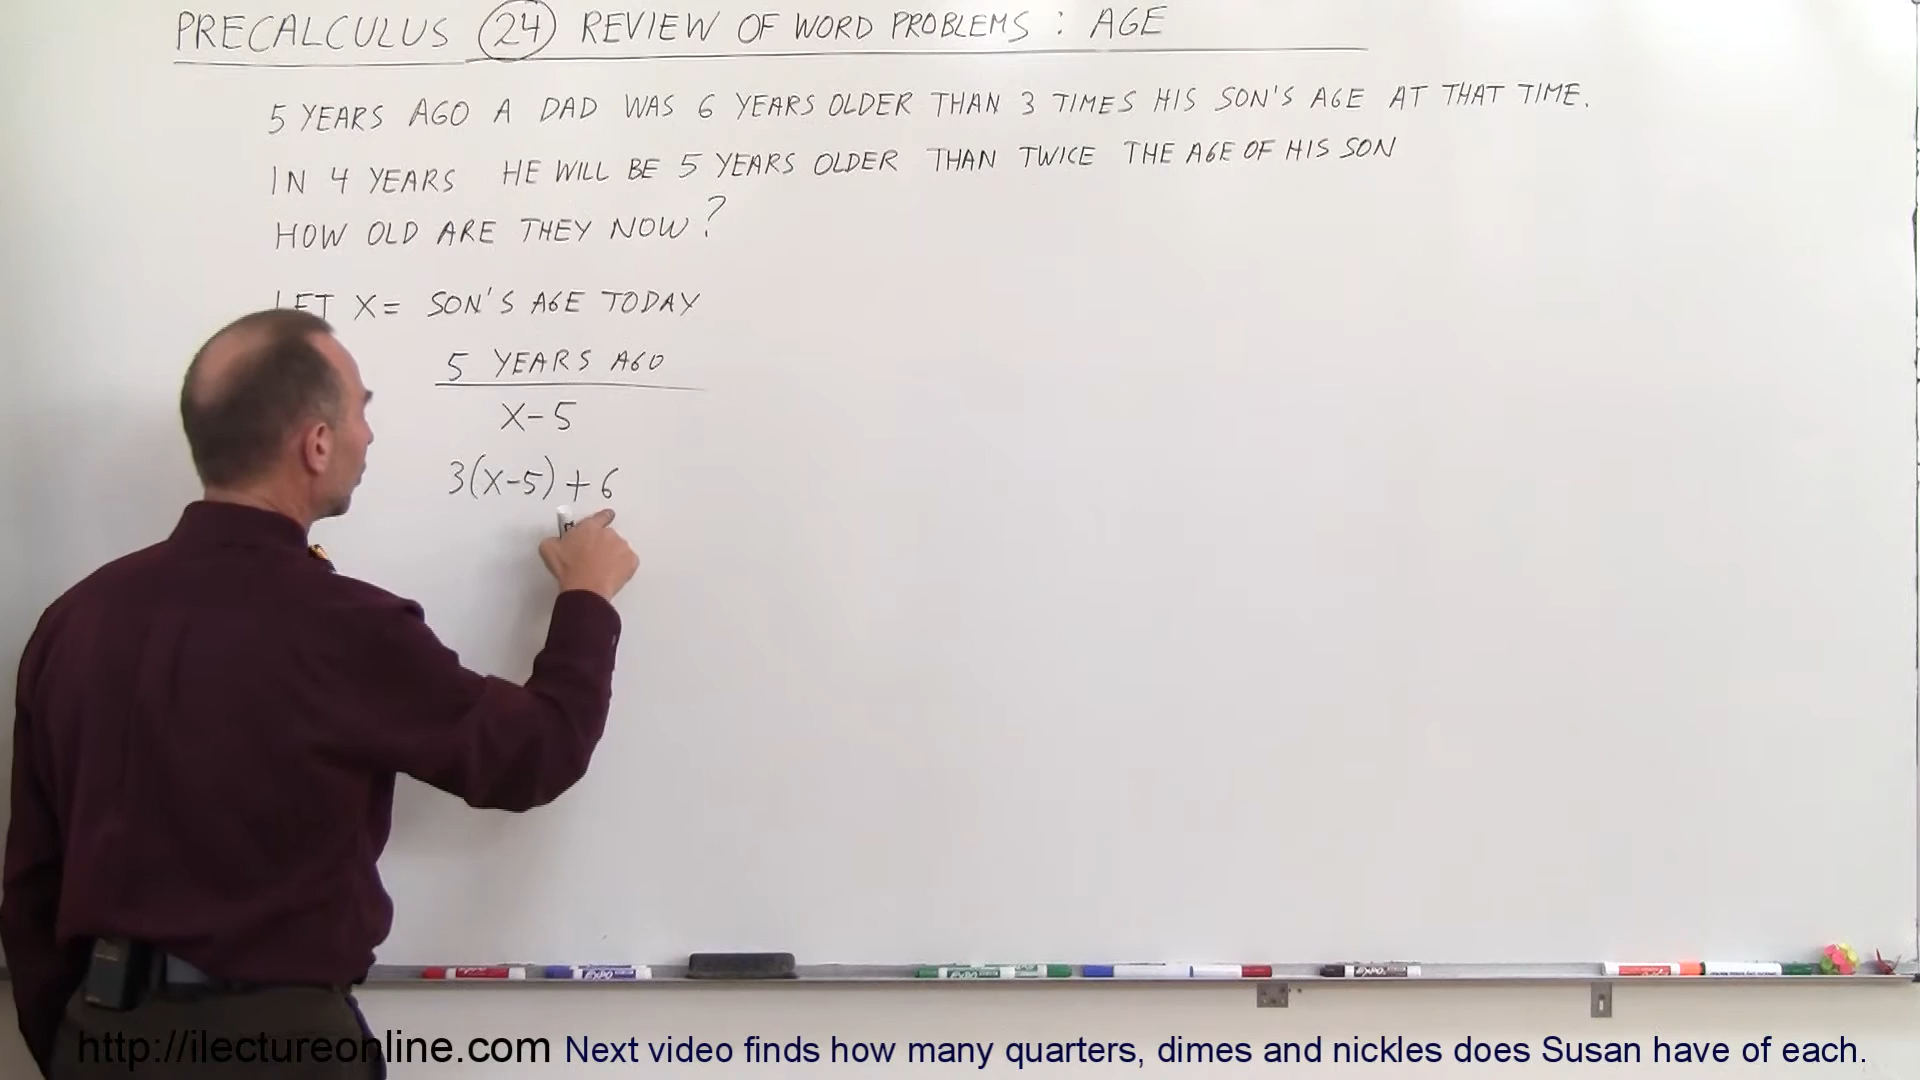 PRECALCULUS 24 REVIEW OF WORD PROBLEMS : AGE
5 YEARS AGO A DAD WAS 6 YEARS OLDER THAN 3 TIMES HIS SON'S AGE AT THAT TIME.
IN 4 YEARS HE WILL BE 5 YEARS OLDER THAN TWICE THE AGE OF HIS SON
HOW OLD ARE THEY NOW?
LET X = SON'S AGE TODAY
5 YEARS AGO
X-5
3(X-5)+6
EXPO
http://ilectureonline.com Next video finds how many quarters, dimes and nickles does Susan have of each.